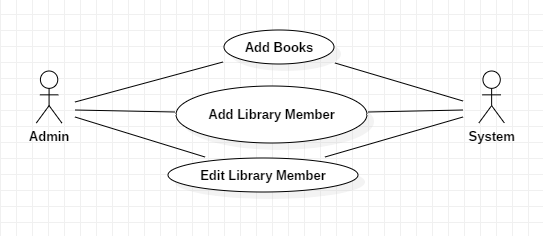 Add Books
Add Library Member
Admin
System
Edit Library Member